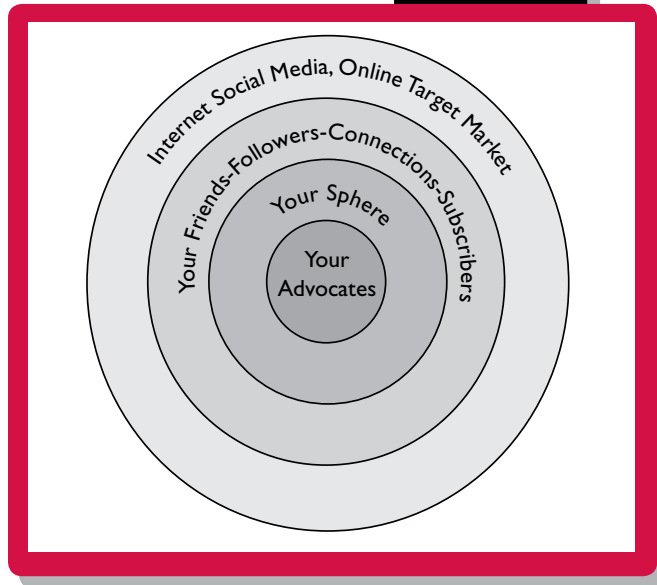 Internet Social Media, Online Target Market
Your Friends-Followers-Connections-Subscribers
Your Sphere
Your
Advocates